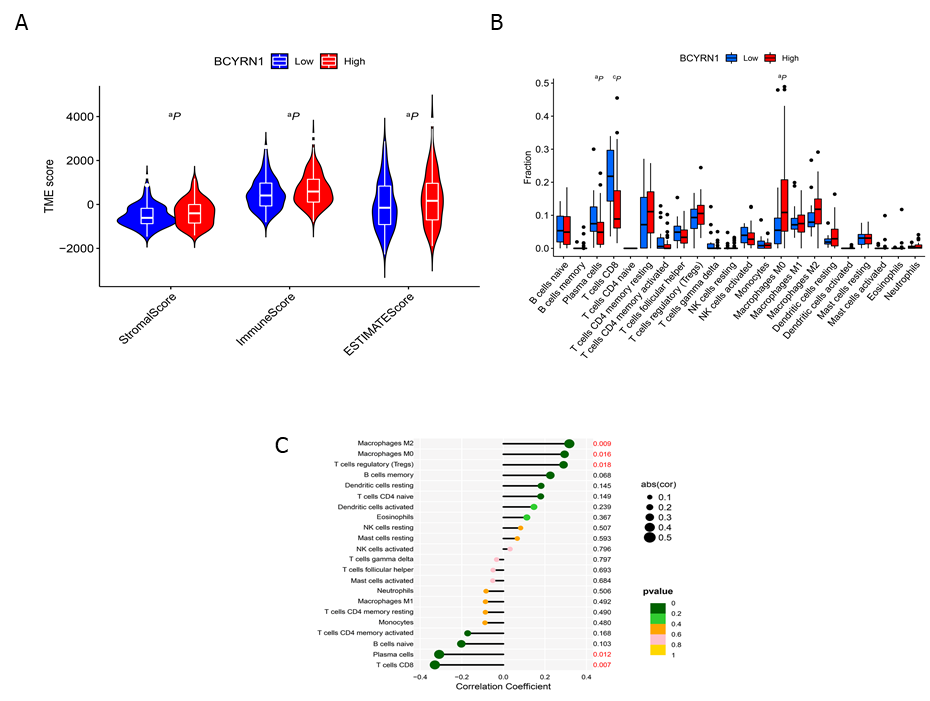 A
BCYRN1 Low High
TME score
4000
2000
0
−2000
ᵃP ᵃP ᵃP
StromalScore
ImmuneScore
ESTIMATEScore
B
BCYRN1 Low High
Fraction
0.5
0.4
0.3
0.2
0.1
0.0
ᵃP ᶜP ᵃP
B cells naive
B cells memory
Plasma cells
T cells CD8
T cells CD4 naive
T cells CD4 memory resting
T cells CD4 memory activated
T cells follicular helper
T cells regulatory (Tregs)
T cells gamma delta
NK cells resting
NK cells activated
Monocytes
Macrophages M0
Macrophages M1
Macrophages M2
Dendritic cells resting
Dendritic cells activated
Mast cells resting
Mast cells activated
Eosinophils
Neutrophils
C
Macrophages M2 0.009
Macrophages M0 0.016
T cells regulatory (Tregs) 0.018
B cells memory 0.068
Dendritic cells resting 0.145
T cells CD4 naive 0.149
Dendritic cells activated 0.239
Eosinophils 0.367
NK cells resting 0.507
Mast cells resting 0.593
NK cells activated 0.796
T cells gamma delta 0.797
T cells follicular helper 0.693
Mast cells activated 0.684
Neutrophils 0.506
Macrophages M1 0.492
T cells CD4 memory resting 0.490
Monocytes 0.480
T cells CD4 memory activated 0.168
B cells naive 0.103
Plasma cells 0.012
T cells CD8 0.007
−0.4 −0.2 0.0 0.2 0.4
Correlation Coefficient
abs(cor)
0.1
0.2
0.3
0.4
0.5
pvalue
0
0.2
0.4
0.6
0.8
1